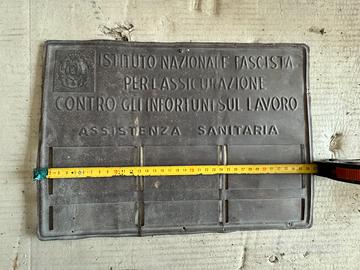 ISTITUTO NAZIONALE FASCISTA
PER L'ASSICURAZIONE
CONTRO GLI INFORTUNI SUL LAVORO
ASSISTENZA SANITARIA